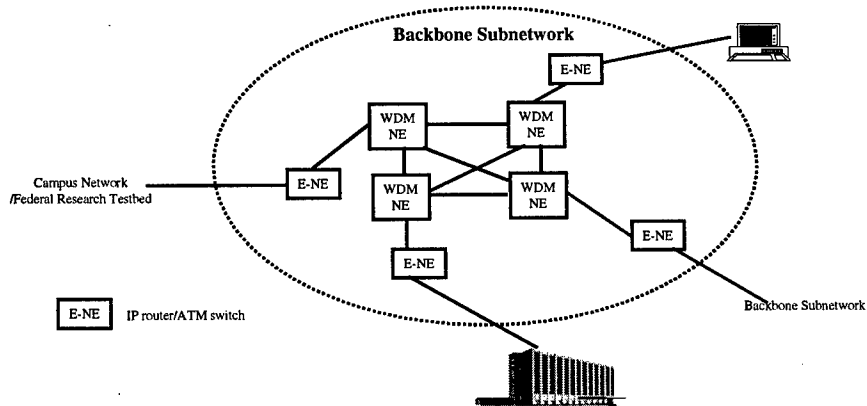 Backbone Subnetwork
E-NE
WDM
NE
WDM
NE
E-NE
Campus Network
/Federal Research Testbed
WDM
NE
WDM
NE
E-NE
E-NE
Backbone Subnetwork
E-NE
IP router/ATM switch